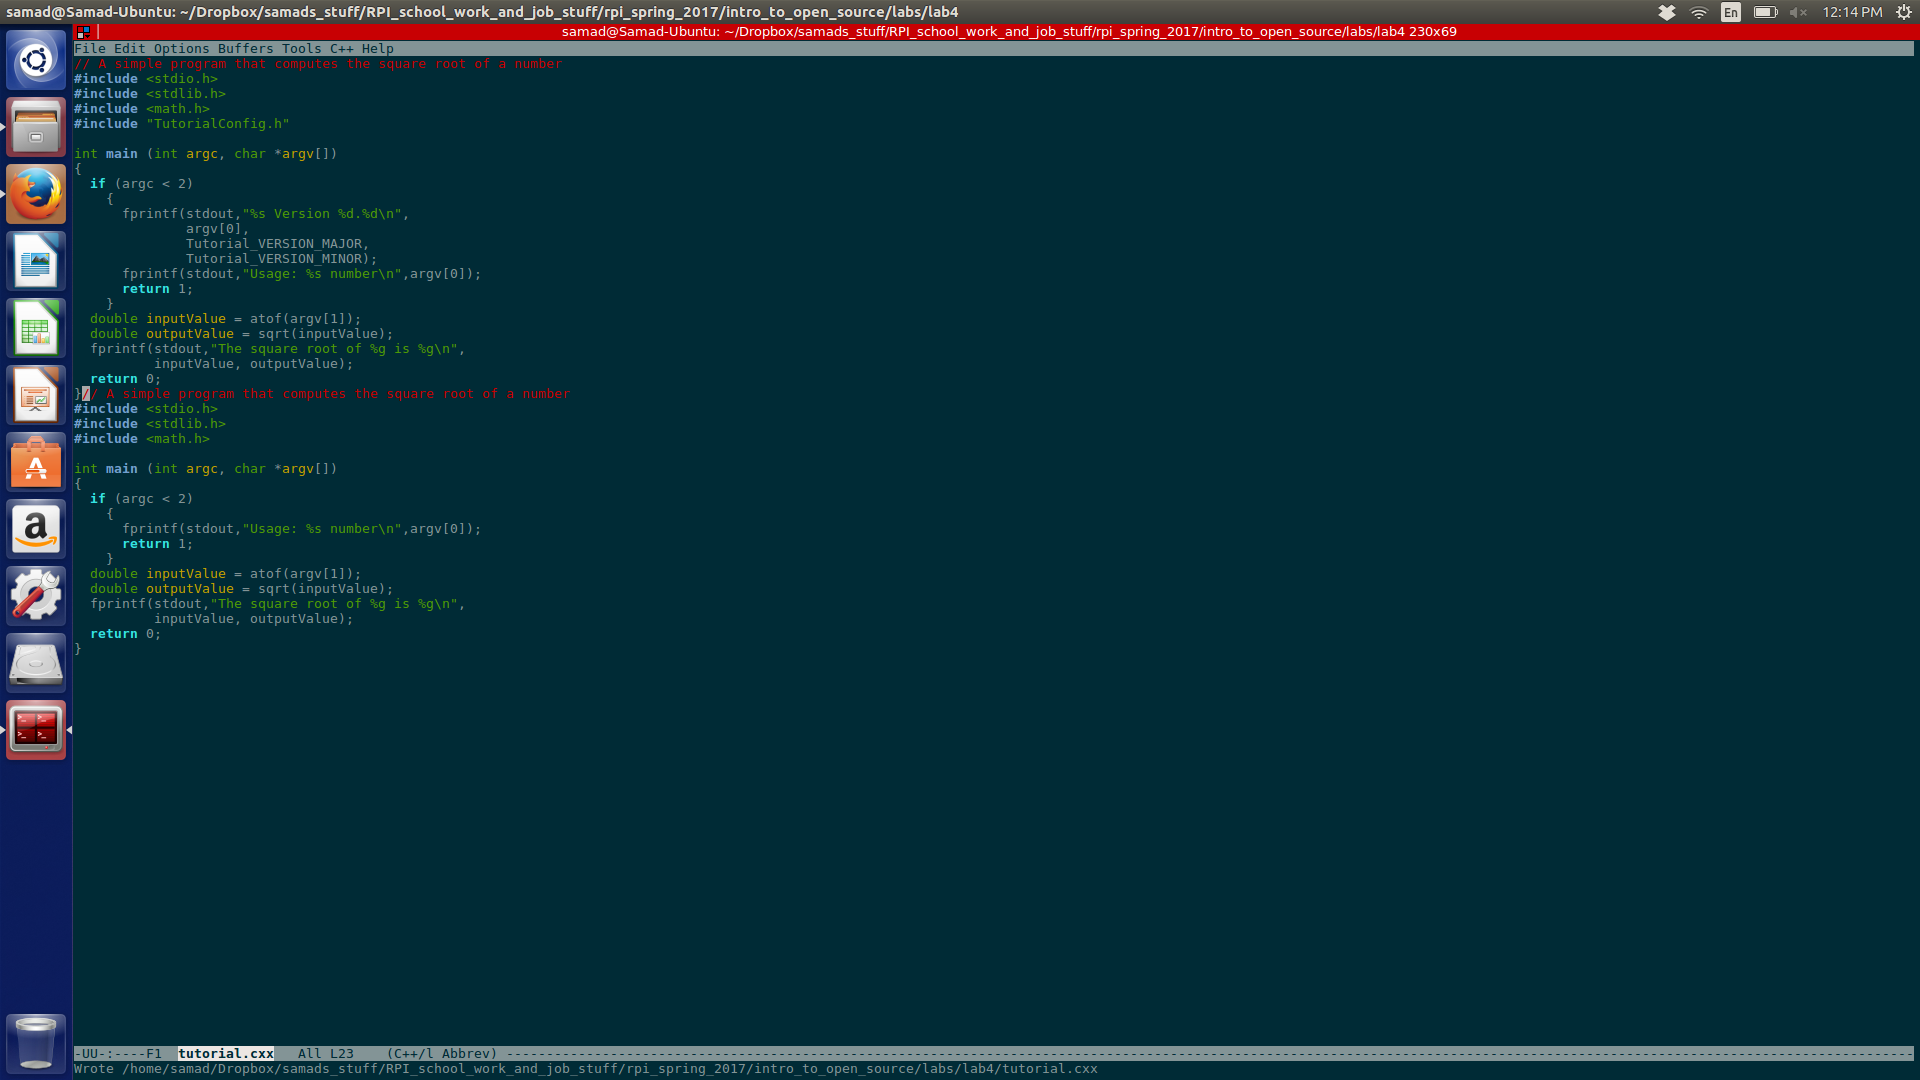 samad@Samad-Ubuntu: ~/Dropbox/samads_stuff/RPI_school_work_and_job_stuff/rpi_spring_2017/intro_to_open_source/labs/lab4
En
12:14 PM
samad@Samad-Ubuntu: ~/Dropbox/samads_stuff/RPI_school_work_and_job_stuff/rpi_spring_2017/intro_to_open_source/labs/lab4 230x69
File Edit Options Buffers Tools C++ Help
// A simple program that computes the square root of a number
#include <stdio.h>
#include <stdlib.h>
#include <math.h>
#include "TutorialConfig.h"

int main (int argc, char *argv[])
{
  if (argc < 2)
    {
      fprintf(stdout,"%s Version %d.%d\n",
              argv[0],
              Tutorial_VERSION_MAJOR,
              Tutorial_VERSION_MINOR);
      fprintf(stdout,"Usage: %s number\n",argv[0]);
      return 1;
    }
  double inputValue = atof(argv[1]);
  double outputValue = sqrt(inputValue);
  fprintf(stdout,"The square root of %g is %g\n",
          inputValue, outputValue);
  return 0;
}// A simple program that computes the square root of a number
#include <stdio.h>
#include <stdlib.h>
#include <math.h>

int main (int argc, char *argv[])
{
  if (argc < 2)
    {
      fprintf(stdout,"Usage: %s number\n",argv[0]);
      return 1;
    }
  double inputValue = atof(argv[1]);
  double outputValue = sqrt(inputValue);
  fprintf(stdout,"The square root of %g is %g\n",
          inputValue, outputValue);
  return 0;
}
-UU-:----F1  tutorial.cxx   All L23    (C++/l Abbrev) ------------------------------
Wrote /home/samad/Dropbox/samads_stuff/RPI_school_work_and_job_stuff/rpi_spring_2017/intro_to_open_source/labs/lab4/tutorial.cxx